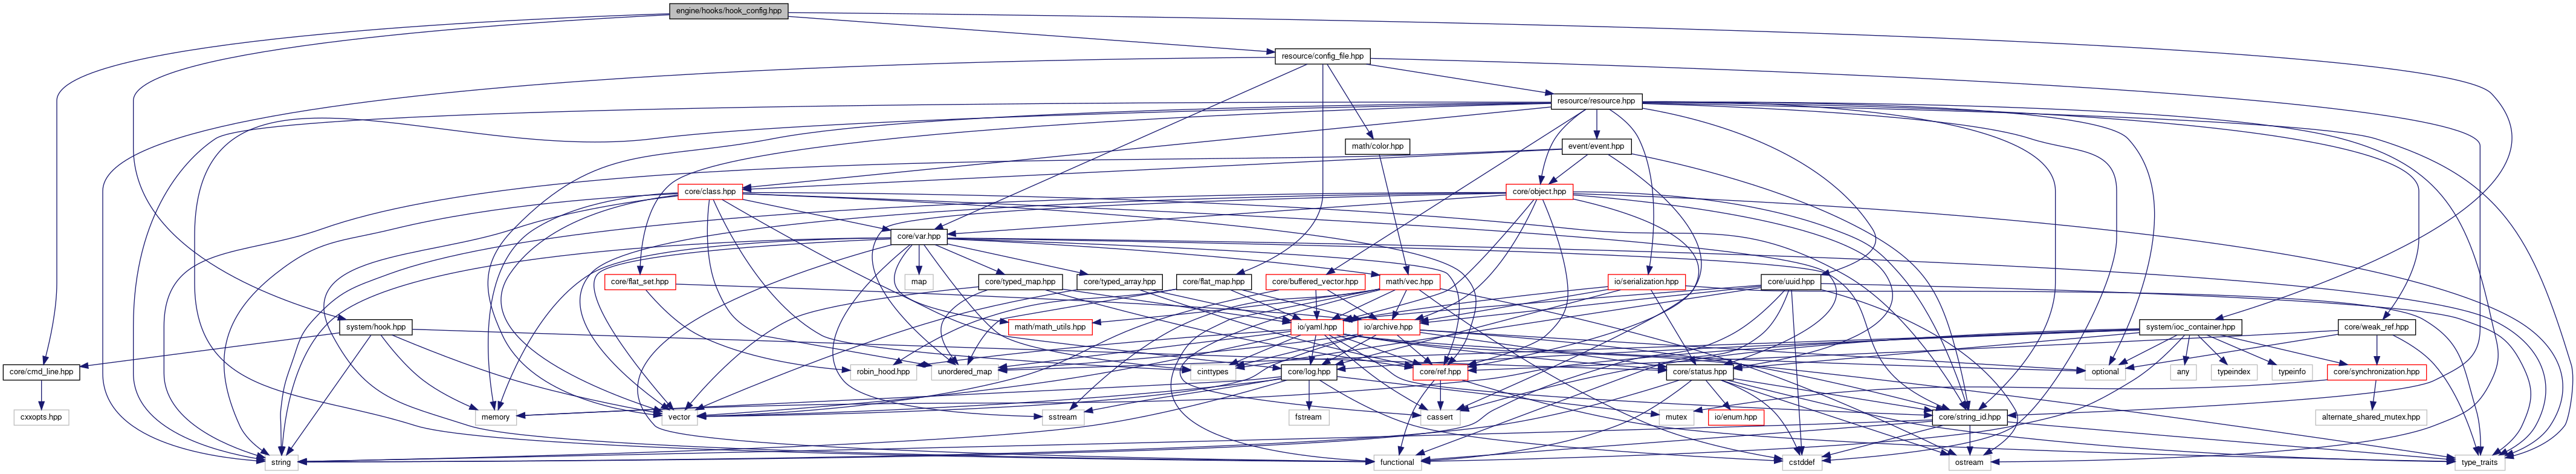 engine/hooks/hook_config.hpp
resource/config_file.hpp
resource/resource.hpp
math/color.hpp
event/event.hpp
core/class.hpp
core/object.hpp
core/var.hpp
core/flat_set.hpp
map
core/typed_map.hpp
core/typed_array.hpp
core/flat_map.hpp
core/buffered_vector.hpp
math/vec.hpp
io/serialization.hpp
core/uuid.hpp
system/hook.hpp
math/math_utils.hpp
io/yaml.hpp
io/archive.hpp
system/ioc_container.hpp
core/weak_ref.hpp
core/cmd_line.hpp
robin_hood.hpp
unordered_map
cinttypes
core/log.hpp
core/ref.hpp
core/status.hpp
optional
any
typeindex
typeinfo
core/synchronization.hpp
cxxopts.hpp
memory
vector
sstream
fstream
cassert
mutex
io/enum.hpp
core/string_id.hpp
alternate_shared_mutex.hpp
string
functional
cstddef
ostream
type_traits